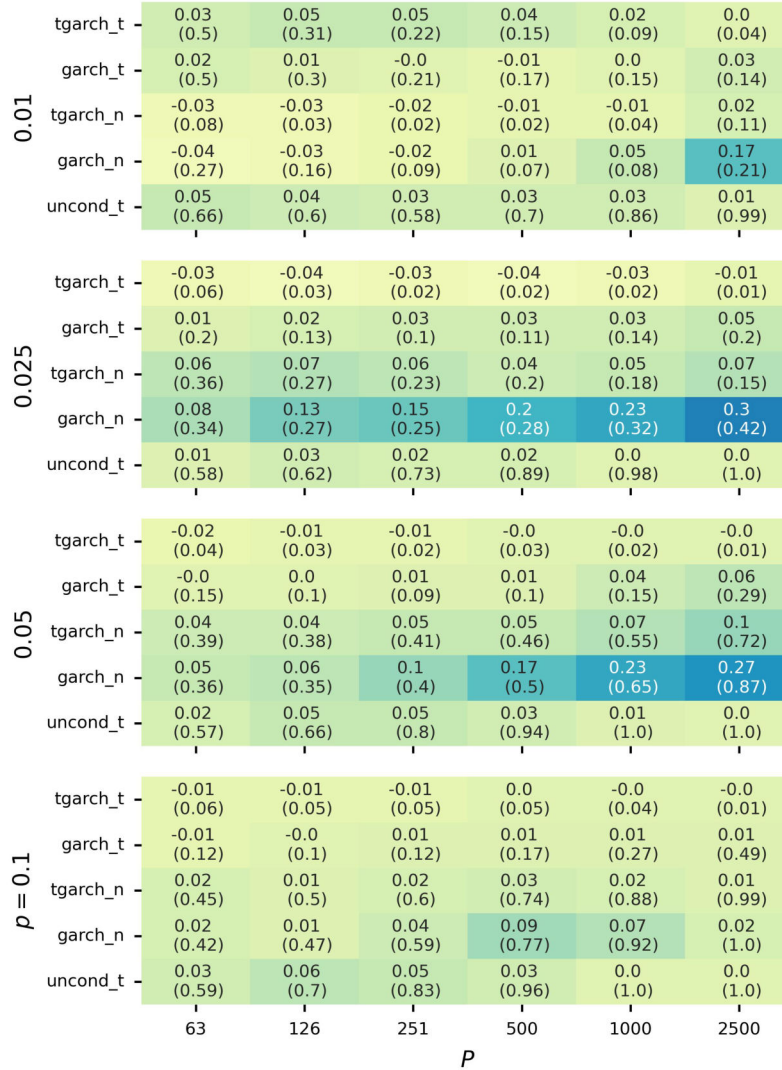 0.01
tgarch_t 0.03 0.05 0.05 0.04 0.02 0.0
(0.5) (0.31) (0.22) (0.15) (0.09) (0.04)
garch_t 0.02 0.01 -0.0 -0.01 0.0 0.03
(0.5) (0.3) (0.21) (0.17) (0.15) (0.14)
tgarch_n -0.03 -0.03 -0.02 -0.01 -0.01 0.02
(0.08) (0.03) (0.02) (0.02) (0.04) (0.11)
garch_n -0.04 -0.03 -0.02 0.01 0.05 0.17
(0.27) (0.16) (0.09) (0.07) (0.08) (0.21)
uncond_t 0.05 0.04 0.03 0.03 0.03 0.01
(0.66) (0.6) (0.58) (0.7) (0.86) (0.99)
0.025
tgarch_t -0.03 -0.04 -0.03 -0.04 -0.03 -0.01
(0.06) (0.03) (0.02) (0.02) (0.02) (0.01)
garch_t 0.01 0.02 0.03 0.03 0.03 0.05
(0.2) (0.13) (0.1) (0.11) (0.14) (0.2)
tgarch_n 0.06 0.07 0.06 0.04 0.05 0.07
(0.36) (0.27) (0.23) (0.2) (0.18) (0.15)
garch_n 0.08 0.13 0.15 0.2 0.23 0.3
(0.34) (0.27) (0.25) (0.28) (0.32) (0.42)
uncond_t 0.01 0.03 0.02 0.02 0.0 0.0
(0.58) (0.62) (0.73) (0.89) (0.98) (1.0)
0.05
tgarch_t -0.02 -0.01 -0.01 -0.0 -0.0 -0.0
(0.04) (0.03) (0.02) (0.03) (0.02) (0.01)
garch_t -0.0 0.0 0.01 0.01 0.04 0.06
(0.15) (0.1) (0.09) (0.1) (0.15) (0.29)
tgarch_n 0.04 0.04 0.05 0.05 0.07 0.1
(0.39) (0.38) (0.41) (0.46) (0.55) (0.72)
garch_n 0.05 0.06 0.1 0.17 0.23 0.27
(0.36) (0.35) (0.4) (0.5) (0.65) (0.87)
uncond_t 0.02 0.05 0.05 0.03 0.01 0.0
(0.57) (0.66) (0.8) (0.94) (1.0) (1.0)
p = 0.1
tgarch_t -0.01 -0.01 -0.01 0.0 -0.0 -0.0
(0.06) (0.05) (0.05) (0.05) (0.04) (0.01)
garch_t -0.01 -0.0 0.01 0.01 0.01 0.01
(0.12) (0.1) (0.12) (0.17) (0.27) (0.49)
tgarch_n 0.02 0.01 0.02 0.03 0.02 0.01
(0.45) (0.5) (0.6) (0.74) (0.88) (0.99)
garch_n 0.02 0.01 0.04 0.09 0.07 0.02
(0.42) (0.47) (0.59) (0.77) (0.92) (1.0)
uncond_t 0.03 0.06 0.05 0.03 0.0 0.0
(0.59) (0.7) (0.83) (0.96) (1.0) (1.0)
63 126 251 500 1000 2500
P